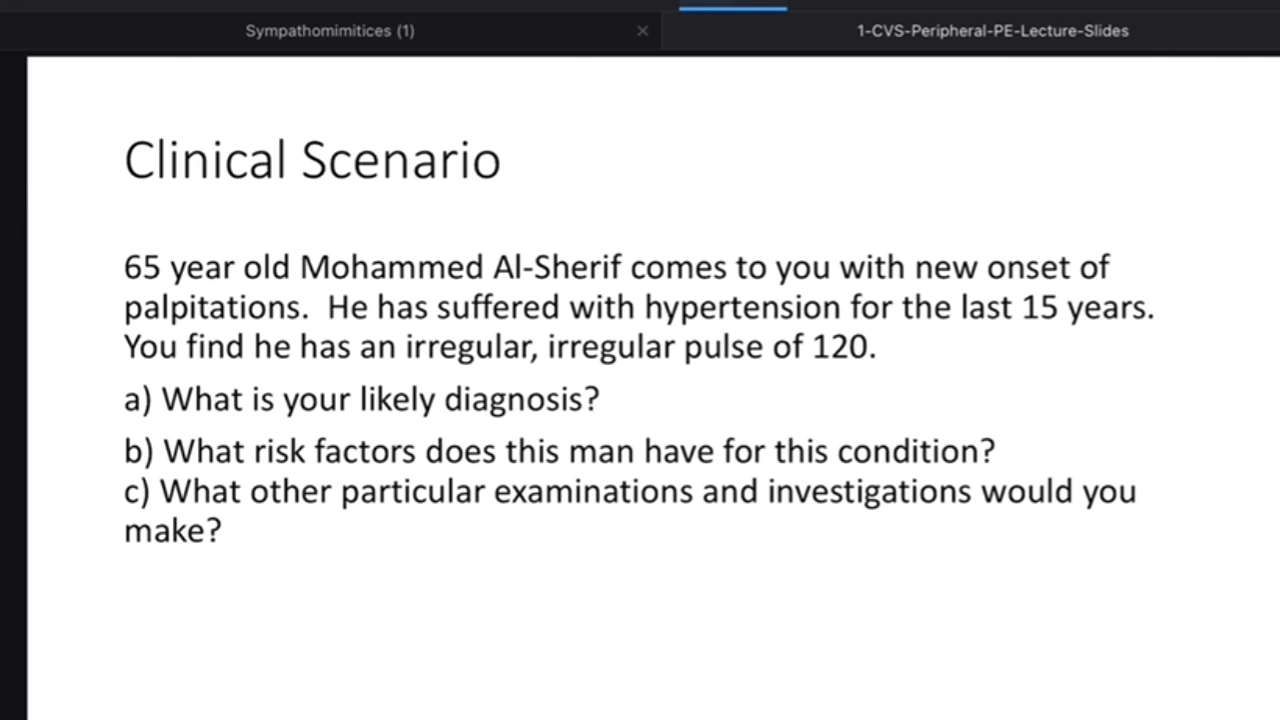 Sympathomimitices (1)
1-CVS-Peripheral-PE-Lecture-Slides
Clinical Scenario
65 year old Mohammed Al-Sherif comes to you with new onset of
palpitations.  He has suffered with hypertension for the last 15 years.
You find he has an irregular, irregular pulse of 120.
a) What is your likely diagnosis?
b) What risk factors does this man have for this condition?
c) What other particular examinations and investigations would you
make?